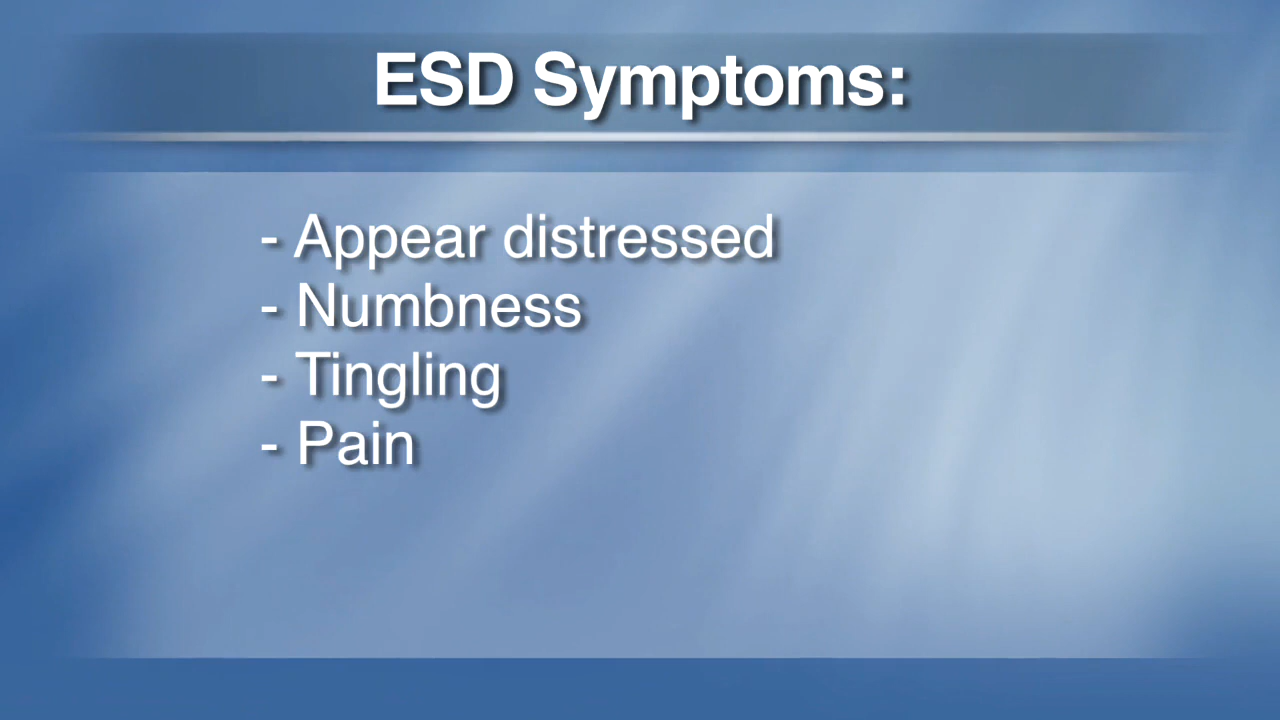 ESD Symptoms:
- Appear distressed
- Numbness
- Tingling
- Pain